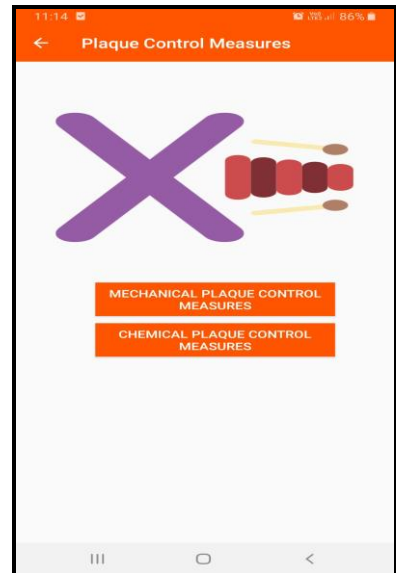 11:14 86%
Plaque Control Measures
X
MECHANICAL PLAQUE CONTROL
MEASURES
CHEMICAL PLAQUE CONTROL
MEASURES